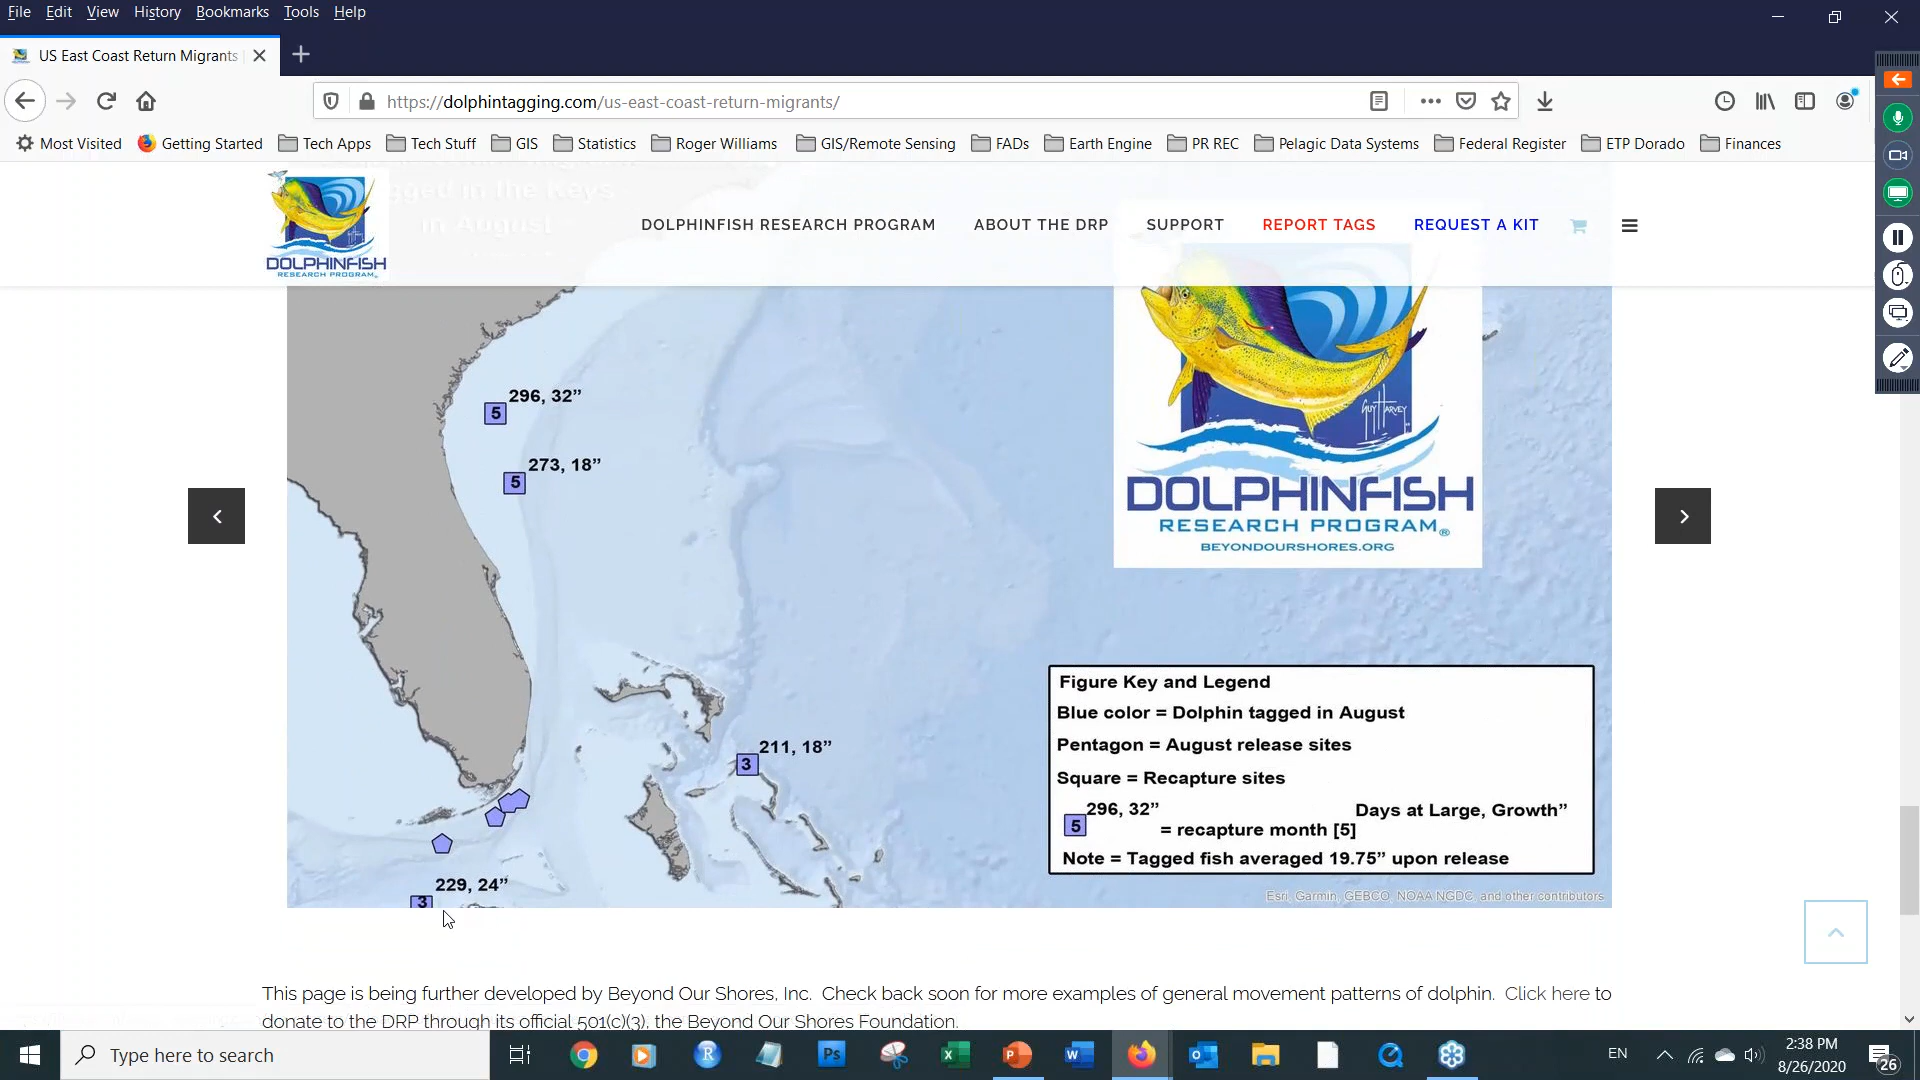 File Edit View History Bookmarks Tools Help
US East Coast Return Migrants
https://dolphintagging.com/us-east-coast-return-migrants/
Most Visited Getting Started Tech Apps Tech Stuff GIS Statistics Roger Williams GIS/Remote Sensing FADs Earth Engine PR REC Pelagic Data Systems Federal Register ETP Dorado Finances
gged in the Keys
in August
DOLPHINFISH
RESEARCH PROGRAM®
DOLPHINFISH RESEARCH PROGRAM ABOUT THE DRP SUPPORT REPORT TAGS REQUEST A KIT
GUY HARVEY
DOLPHINFISH
RESEARCH PROGRAM®
BEYONDOURSHORES.ORG
296, 32”
5
273, 18”
5
211, 18”
3
229, 24”
3
Figure Key and Legend
Blue color = Dolphin tagged in August
Pentagon = August release sites
Square = Recapture sites
296, 32” Days at Large, Growth”
5 = recapture month [5]
Note = Tagged fish averaged 19.75” upon release
Esri, Garmin, GEBCO, NOAA NGDC, and other contributors
This page is being further developed by Beyond Our Shores, Inc. Check back soon for more examples of general movement patterns of dolphin. Click here to
donate to the DRP through its official 501(c)(3), the Beyond Our Shores Foundation.
Type here to search
EN
2:38 PM
8/26/2020
26